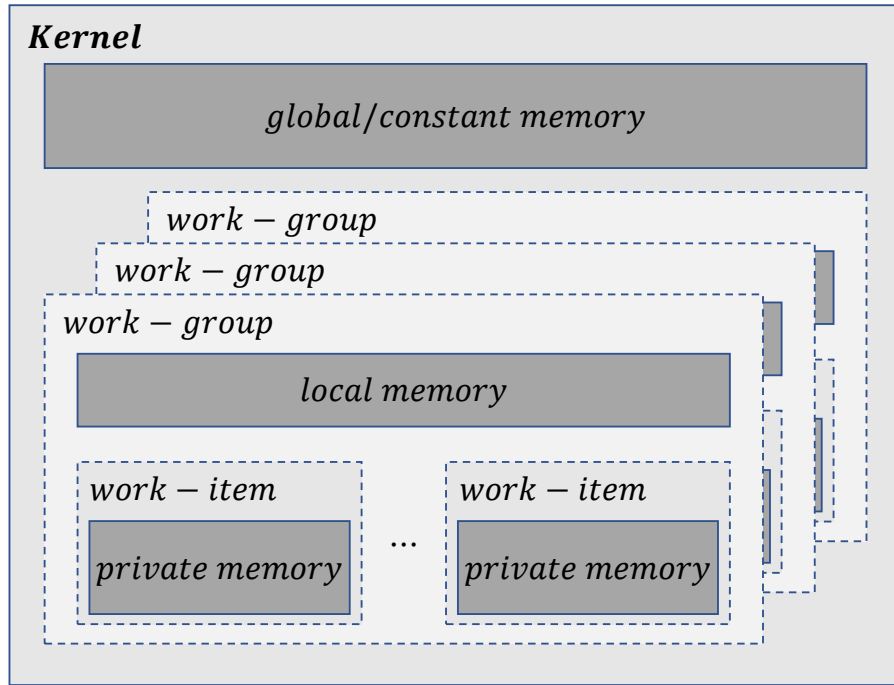 Kernel
global/constant memory
work − group
work − group
work − group
local memory
work − item
work − item
private memory
...
private memory